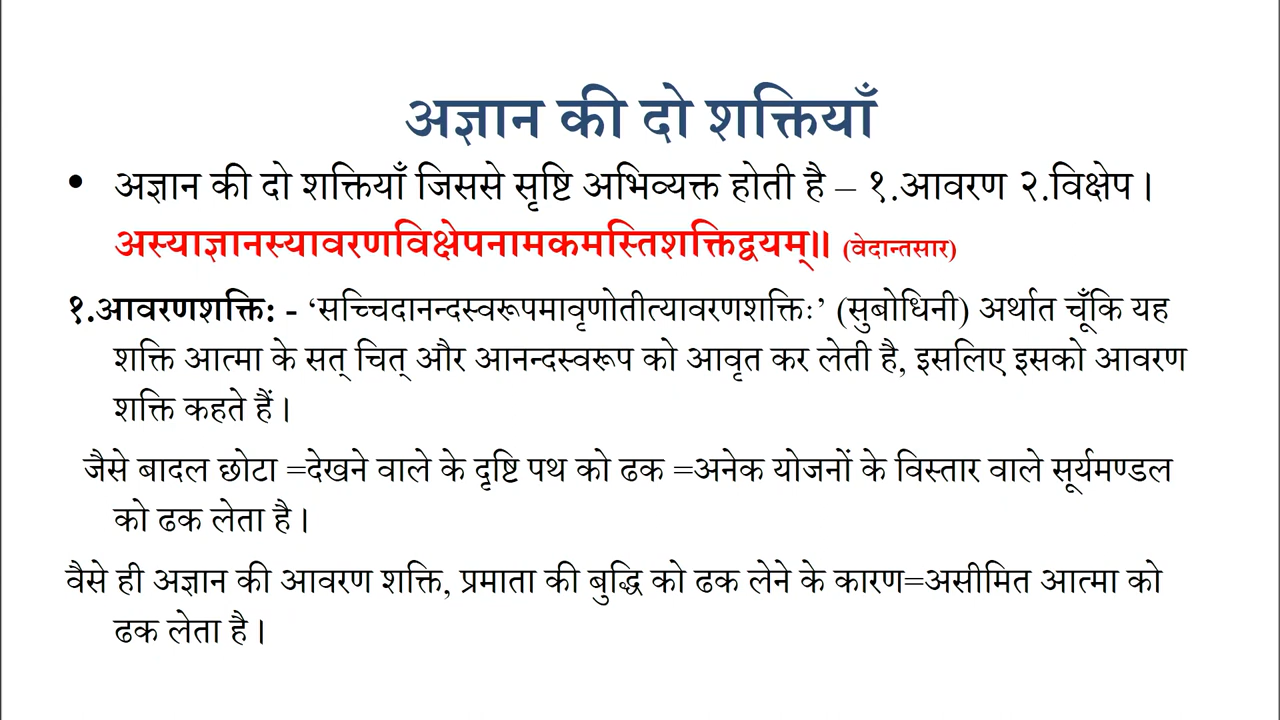 अज्ञान की दो शक्तियाँ
• अज्ञान की दो शक्तियाँ जिससे सृष्टि अभिव्यक्त होती है – १.आवरण २.विक्षेप।
अस्याज्ञानस्यावरणविक्षेपनामकमस्तिशक्तिद्वयम्॥ (वेदान्तसार)
१.आवरणशक्ति: - ‘सच्चिदानन्दस्वरूपमावृणोतीत्यावरणशक्तिः’ (सुबोधिनी) अर्थात चूँकि यह
शक्ति आत्मा के सत् चित् और आनन्दस्वरूप को आवृत कर लेती है, इसलिए इसको आवरण
शक्ति कहते हैं।
जैसे बादल छोटा =देखने वाले के दृष्टि पथ को ढक =अनेक योजनों के विस्तार वाले सूर्यमण्डल
को ढक लेता है।
वैसे ही अज्ञान की आवरण शक्ति, प्रमाता की बुद्धि को ढक लेने के कारण=असीमित आत्मा को
ढक लेता है।